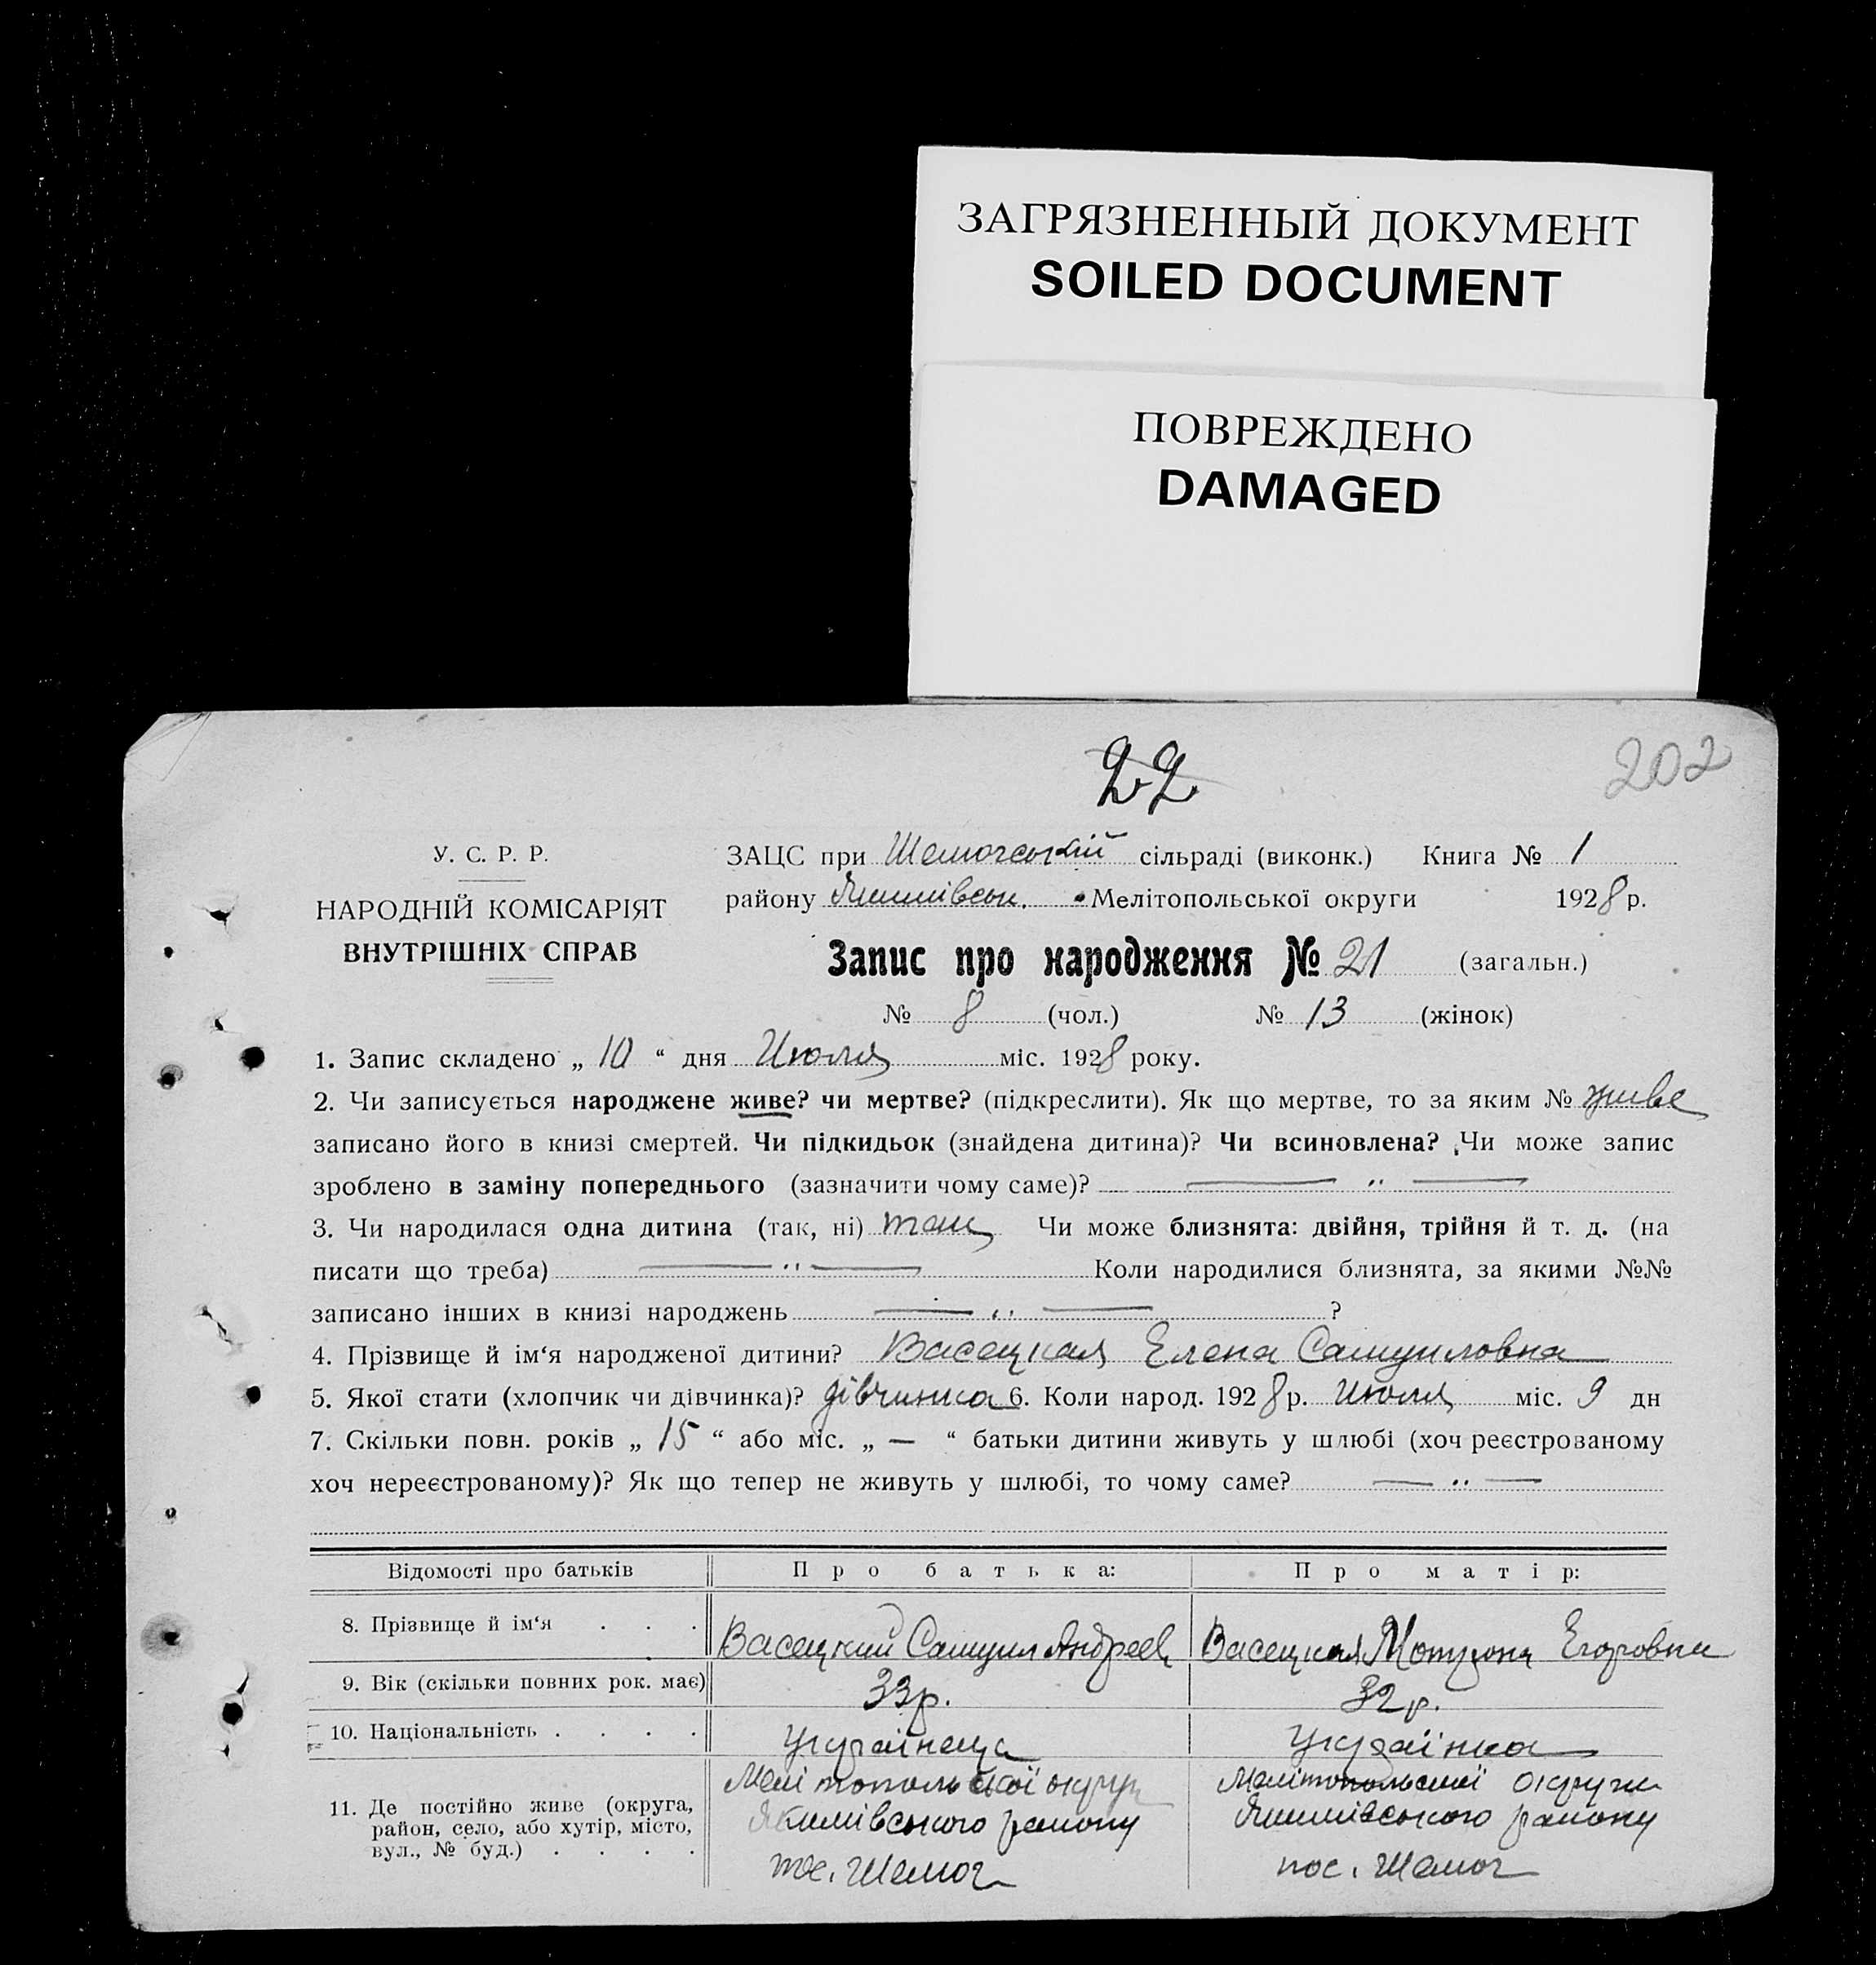 ЗАГРЯЗНЕННЫЙ ДОКУМЕНТ
SOILED DOCUMENT
ПОВРЕЖДЕНО
DAMAGED
22
202
У. С. Р. Р.
НАРОДНІЙ КОМІСАРІЯТ
ВНУТРІШНІХ СПРАВ
ЗАЦС при сільраді (виконк.) Книга № 1
району Якимівськ. Мелітопольської округи 1928 р.
Запис про народження № 21 (загальн.)
№ 8 (чол.) № 13 (жінок)
1. Запис складено „ 10 “ дня Июля міс. 1928 року.
2. Чи записується народжене живе? чи мертве? (підкреслити). Як що мертве, то за яким № живе
записано його в книзі смертей. Чи підкидьок (знайдена дитина)? Чи всиновлена? Чи може запис
зроблено в заміну попереднього (зазначити чому саме)? — „ —
3. Чи народилася одна дитина (так, ні) так Чи може близнята: двійня, трійня й т. д. (на
писати що треба) — „ — Коли народилися близнята, за якими №№
записано інших в книзі народжень — „ — ?
4. Прізвище й ім‘я народженої дитини? Васецкая Елена Самуиловна
5. Якої стати (хлопчик чи дівчинка)? дівчинка 6. Коли народ. 1928 р. Июля міс. 9 дн
7. Скільки повн. років „ 15 “ або міс. „ — “ батьки дитини живуть у шлюбі (хоч реєстрованому
хоч нереєстрованому)? Як що тепер не живуть у шлюбі, то чому саме? — „ —
Відомості про батьків Про батька: Про матір:
8. Прізвище й ім‘я . . . Васецкий Самуил Андреев Васецкая Мотрона Егоровна
9. Вік (скільки повних рок. має) 33 р. 32 р.
10. Національність . . . . Українець Українка
11. Де постійно живе (округа,
район, село, або хутір, місто,
вул., № буд.) . . . .
Мелітопольської округи
Якимівського району
пос.
Мелітопольської округи
Якимівського району
пос.